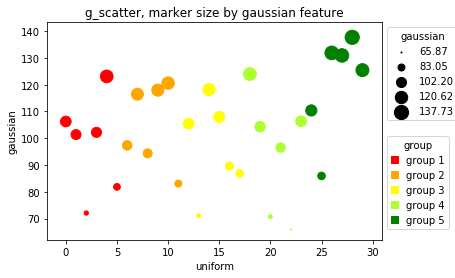 g_scatter, marker size by gaussian feature
140
130
120
110
100
90
80
70
gaussian
0
5
10
15
20
25
30
uniform
gaussian
65.87
83.05
102.20
120.62
137.73
group
group 1
group 2
group 3
group 4
group 5